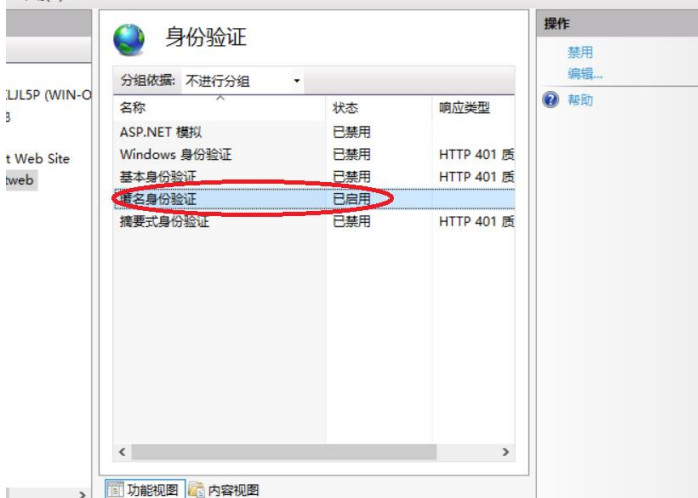 身份验证
分组依据: 不进行分组
名称 状态 响应类型
ASP.NET 模拟 已禁用
Windows 身份验证 已禁用 HTTP 401 质
基本身份验证 已禁用 HTTP 401 质
匿名身份验证 已启用
摘要式身份验证 已禁用 HTTP 401 质
功能视图 内容视图
(WIN-O
t Web Site
web
操作
禁用
编辑...
帮助